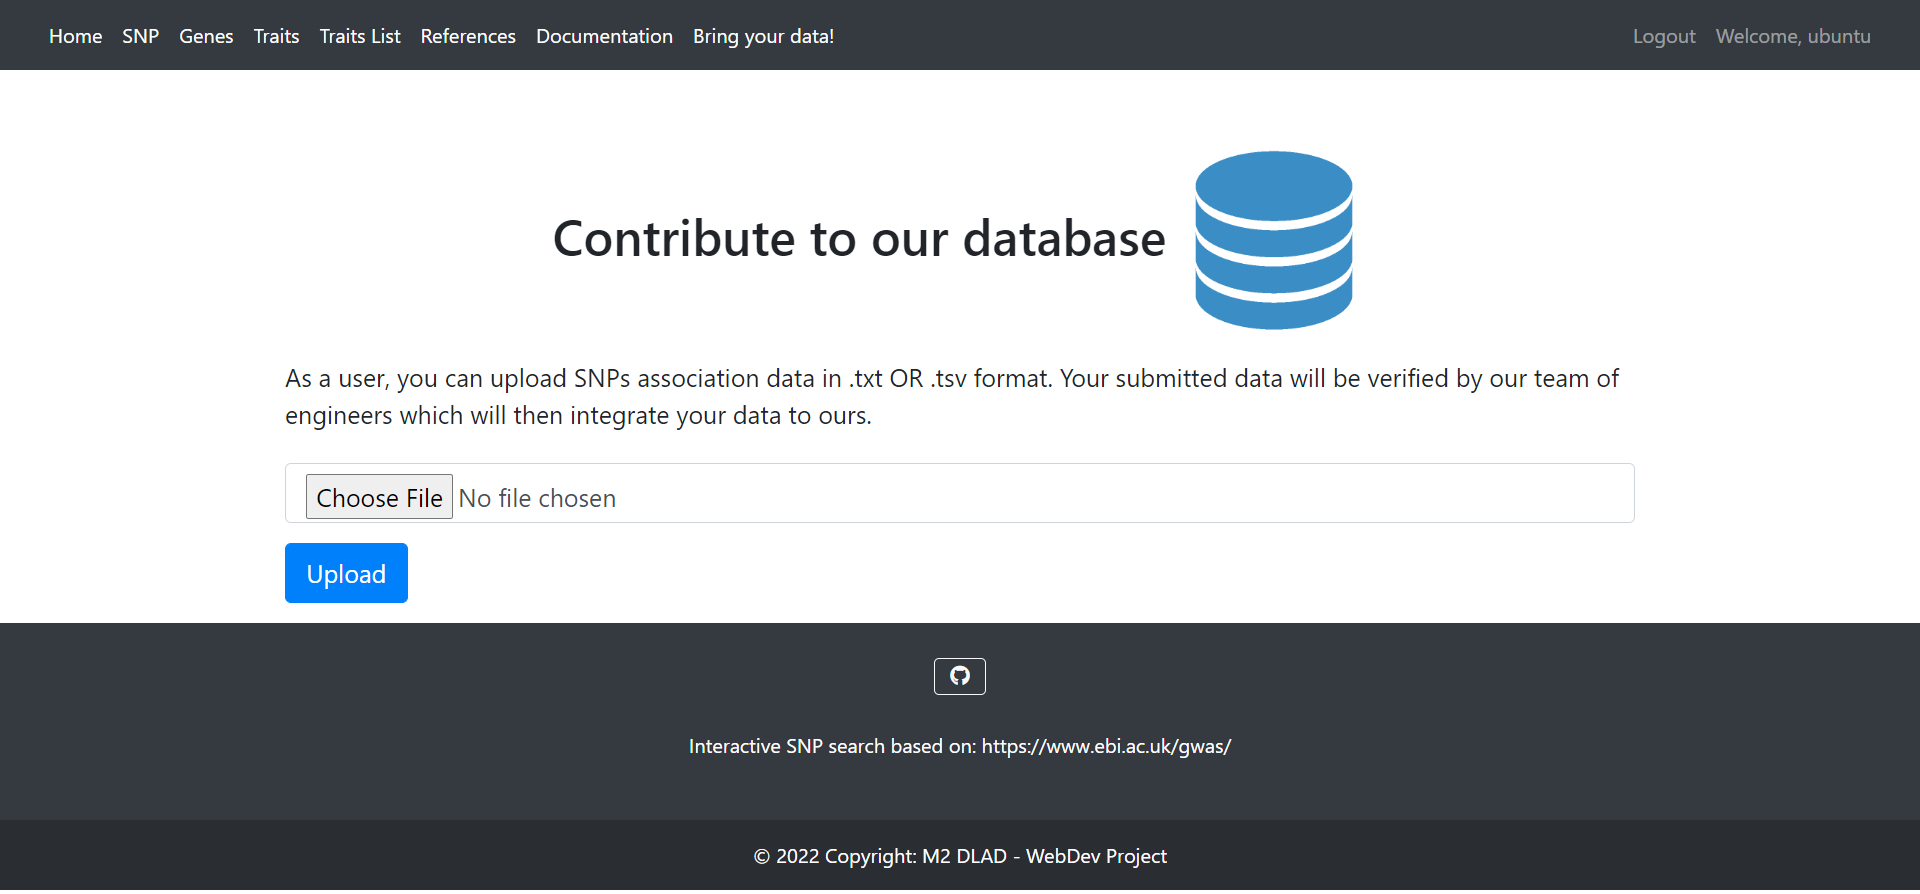 Home SNP Genes Traits Traits List References Documentation Bring your data! Logout Welcome, ubuntu
Contribute to our database
As a user, you can upload SNPs association data in .txt OR .tsv format. Your submitted data will be verified by our team of
engineers which will then integrate your data to ours.
Choose File No file chosen
Upload
Interactive SNP search based on: https://www.ebi.ac.uk/gwas/
© 2022 Copyright: M2 DLAD - WebDev Project